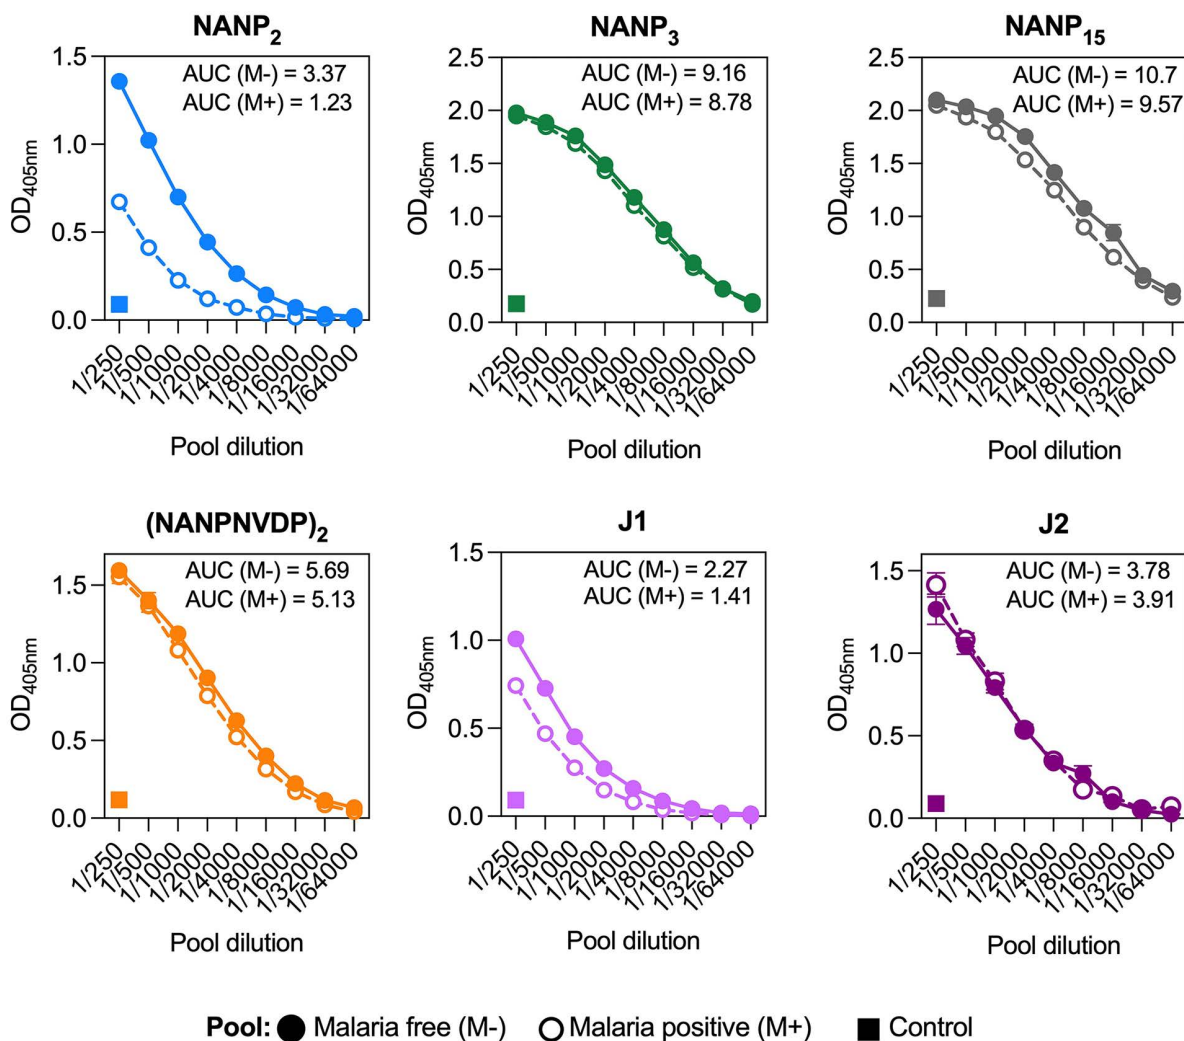 NANP2
AUC (M-) = 3.37
AUC (M+) = 1.23
OD405nm
1.5
1.0
0.5
0.0
1/250
1/500
1/1000
1/2000
1/4000
1/8000
1/16000
1/32000
1/64000
Pool dilution
NANP3
AUC (M-) = 9.16
AUC (M+) = 8.78
OD405nm
2.5
2.0
1.5
1.0
0.5
0.0
1/250
1/500
1/1000
1/2000
1/4000
1/8000
1/16000
1/32000
1/64000
Pool dilution
NANP15
AUC (M-) = 10.7
AUC (M+) = 9.57
OD405nm
2.5
2.0
1.5
1.0
0.5
0.0
1/250
1/500
1/1000
1/2000
1/4000
1/8000
1/16000
1/32000
1/64000
Pool dilution
(NANPNVDP)2
AUC (M-) = 5.69
AUC (M+) = 5.13
OD405nm
1.5
1.0
0.5
0.0
1/250
1/500
1/1000
1/2000
1/4000
1/8000
1/16000
1/32000
1/64000
Pool dilution
J1
AUC (M-) = 2.27
AUC (M+) = 1.41
OD405nm
1.5
1.0
0.5
0.0
1/250
1/500
1/1000
1/2000
1/4000
1/8000
1/16000
1/32000
1/64000
Pool dilution
J2
AUC (M-) = 3.78
AUC (M+) = 3.91
OD405nm
1.5
1.0
0.5
0.0
1/250
1/500
1/1000
1/2000
1/4000
1/8000
1/16000
1/32000
1/64000
Pool dilution
Pool: Malaria free (M-) Malaria positive (M+) Control